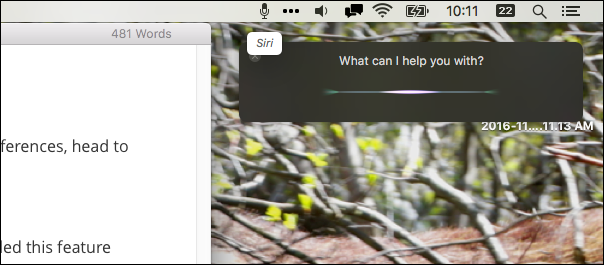 10:11
22
481 Words
Siri
What can I help you with?
2016-11....11.13 AM
ferences, head to
led this feature